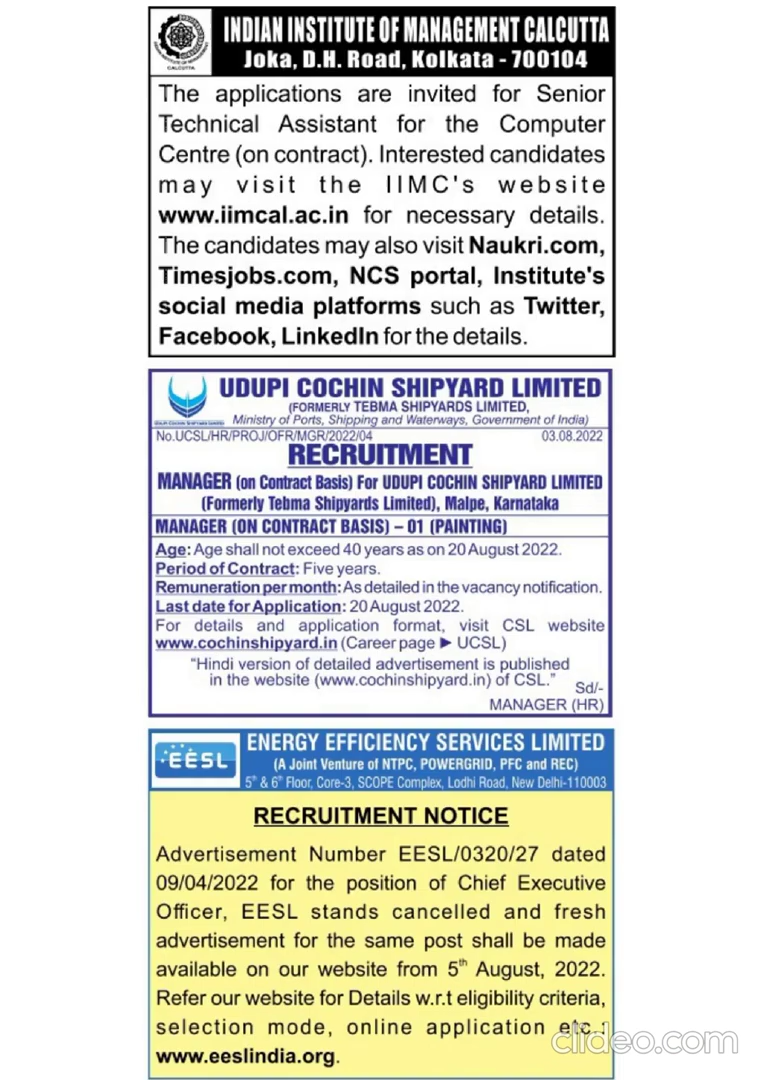 INDIAN INSTITUTE OF MANAGEMENT CALCUTTA
Joka, D.H. Road, Kolkata - 700104
CALCUTTA
The applications are invited for Senior
Technical Assistant for the Computer
Centre (on contract). Interested candidates
may visit the IIMC's website
www.iimcal.ac.in for necessary details.
The candidates may also visit Naukri.com,
Timesjobs.com, NCS portal, Institute's
social media platforms such as Twitter,
Facebook, LinkedIn for the details.
UDUPI COCHIN SHIPYARD LIMITED
(FORMERLY TEBMA SHIPYARDS LIMITED,
Ministry of Ports, Shipping and Waterways, Government of India)
UDUPI COCHIN SHIPYARD LIMITED
No.UCSL/HR/PROJ/OFR/MGR/2022/04 03.08.2022
RECRUITMENT
MANAGER (on Contract Basis) For UDUPI COCHIN SHIPYARD LIMITED
(Formerly Tebma Shipyards Limited), Malpe, Karnataka
MANAGER (ON CONTRACT BASIS) – 01 (PAINTING)
Age: Age shall not exceed 40 years as on 20 August 2022.
Period of Contract: Five years.
Remuneration per month: As detailed in the vacancy notification.
Last date for Application: 20 August 2022.
For details and application format, visit CSL website
www.cochinshipyard.in (Career page ► UCSL)
“Hindi version of detailed advertisement is published
in the website (www.cochinshipyard.in) of CSL.”
Sd/-
MANAGER (HR)
EESL
ENERGY EFFICIENCY SERVICES LIMITED
(A Joint Venture of NTPC, POWERGRID, PFC and REC)
5th & 6th Floor, Core-3, SCOPE Complex, Lodhi Road, New Delhi-110003
RECRUITMENT NOTICE
Advertisement Number EESL/0320/27 dated
09/04/2022 for the position of Chief Executive
Officer, EESL stands cancelled and fresh
advertisement for the same post shall be made
available on our website from 5th August, 2022.
Refer our website for Details w.r.t eligibility criteria,
selection mode, online application etc.:
www.eeslindia.org.
clideo.com